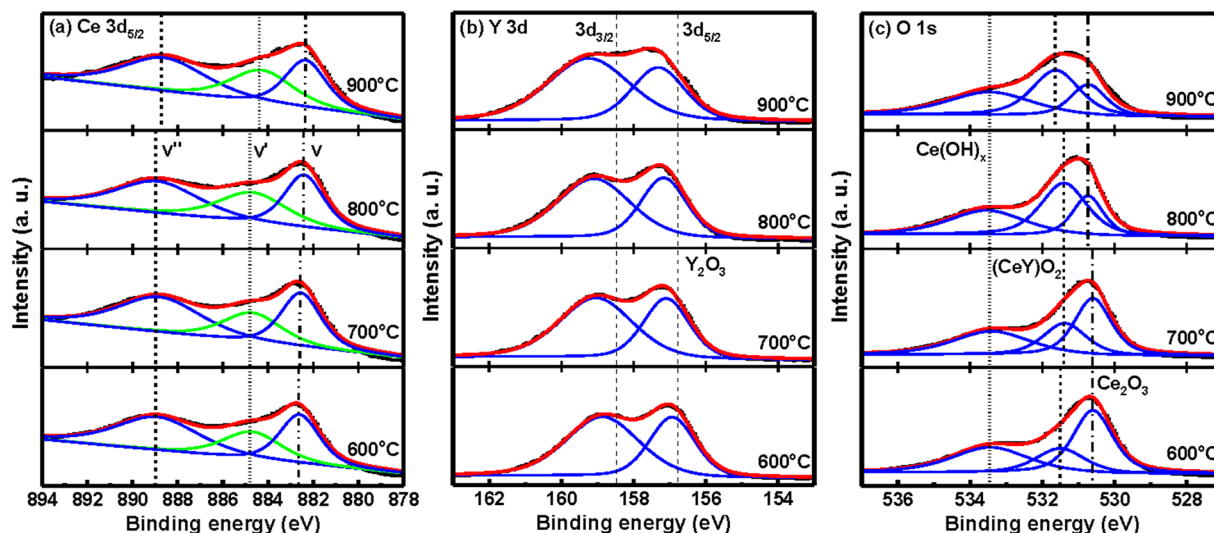 (a) Ce 3d5/2
900°C
v''
v'
v
800°C
700°C
600°C
894 892 890 888 886 884 882 880 878
Binding energy (eV)
Intensity (a. u.)
(b) Y 3d
3d3/2
3d5/2
900°C
800°C
Y2O3
700°C
600°C
162 160 158 156 154
Binding energy (eV)
Intensity (a. u.)
(c) O 1s
900°C
Ce(OH)x
800°C
(CeY)O2
700°C
Ce2O3
600°C
536 534 532 530 528
Binding energy (eV)